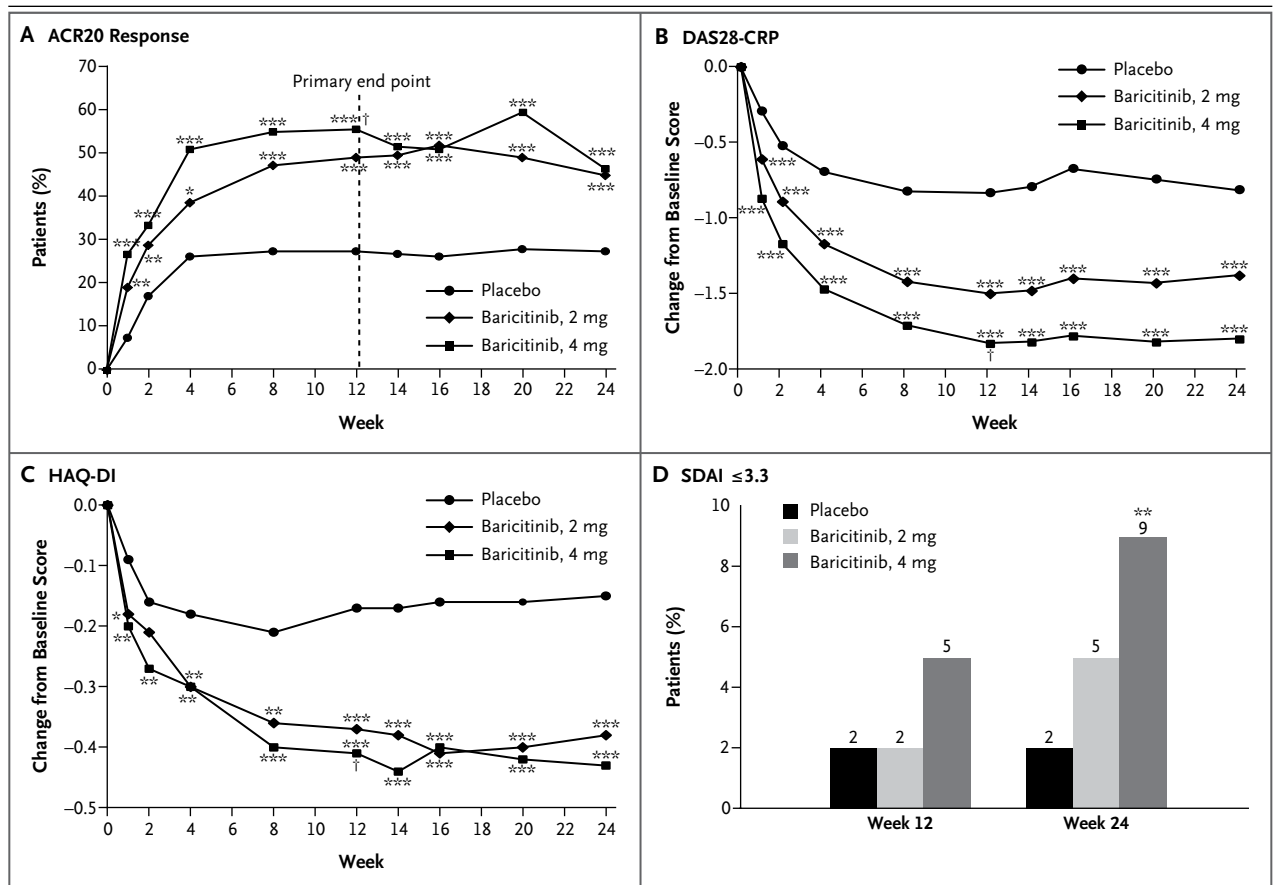 A ACR20 Response
Patients (%)
70
60
50
40
30
20
10
0
Primary end point
*** *** *** * *** *** *** *** *** ***† *** *** *** *** *** *** *** ***
** **
Placebo
Baricitinib, 2 mg
Baricitinib, 4 mg
0 2 4 6 8 10 12 14 16 18 20 22 24
Week
B DAS28-CRP
Change from Baseline Score
0.0
−0.5
−1.0
−1.5
−2.0
Placebo
Baricitinib, 2 mg
Baricitinib, 4 mg
*** *** *** *** *** *** *** *** ***
*** *** *** *** *** *** *** *** ***
†
0 2 4 6 8 10 12 14 16 18 20 22 24
Week
C HAQ-DI
Change from Baseline Score
0.0
−0.1
−0.2
−0.3
−0.4
−0.5
Placebo
Baricitinib, 2 mg
Baricitinib, 4 mg
* ** ** *** *** *** *** ***
** ** ** *** *** *** *** *** ***
†
0 2 4 6 8 10 12 14 16 18 20 22 24
Week
D SDAI ≤3.3
Patients (%)
10
8
6
4
2
0
Placebo
Baricitinib, 2 mg
Baricitinib, 4 mg
2 2 5
2 5 9
**
Week 12 Week 24